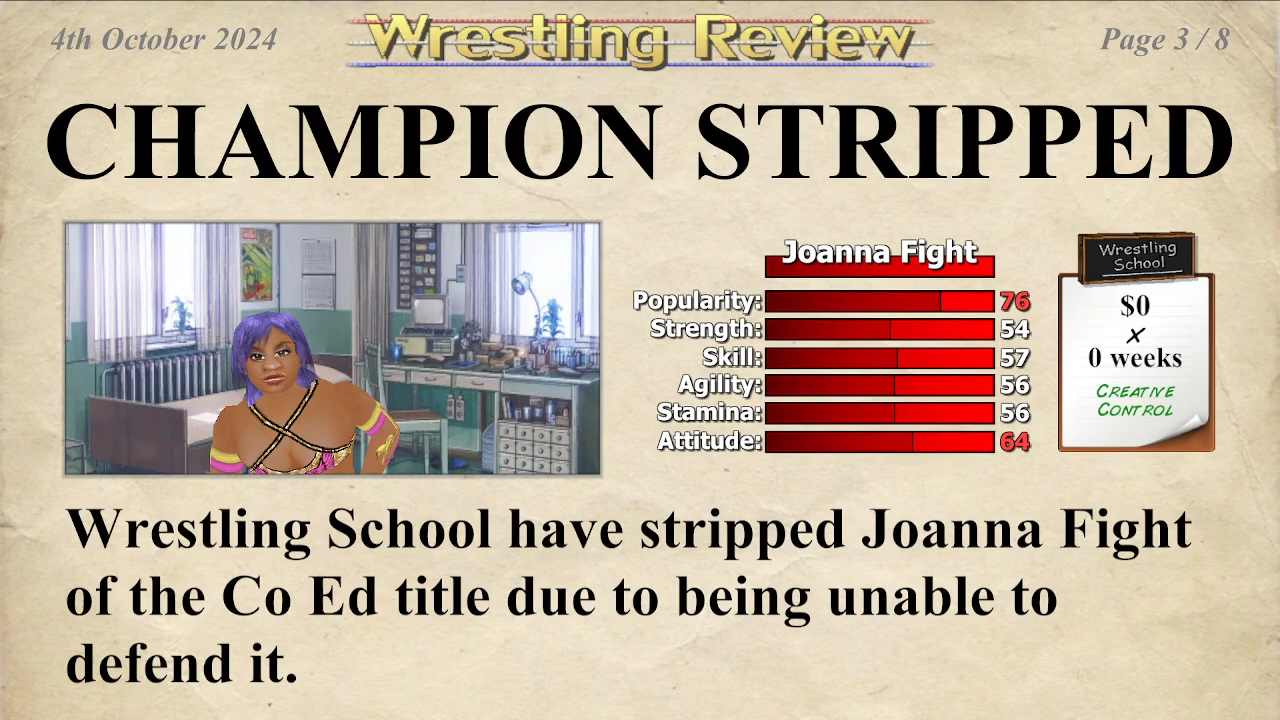 4th October 2024
Wrestling Review
Page 3 / 8
CHAMPION STRIPPED
Joanna Fight
Popularity: 76
Strength: 54
Skill: 57
Agility: 56
Stamina: 56
Attitude: 64
Wrestling
School
$0
x
0 weeks
CREATIVE
CONTROL
Wrestling School have stripped Joanna Fight
of the Co Ed title due to being unable to
defend it.